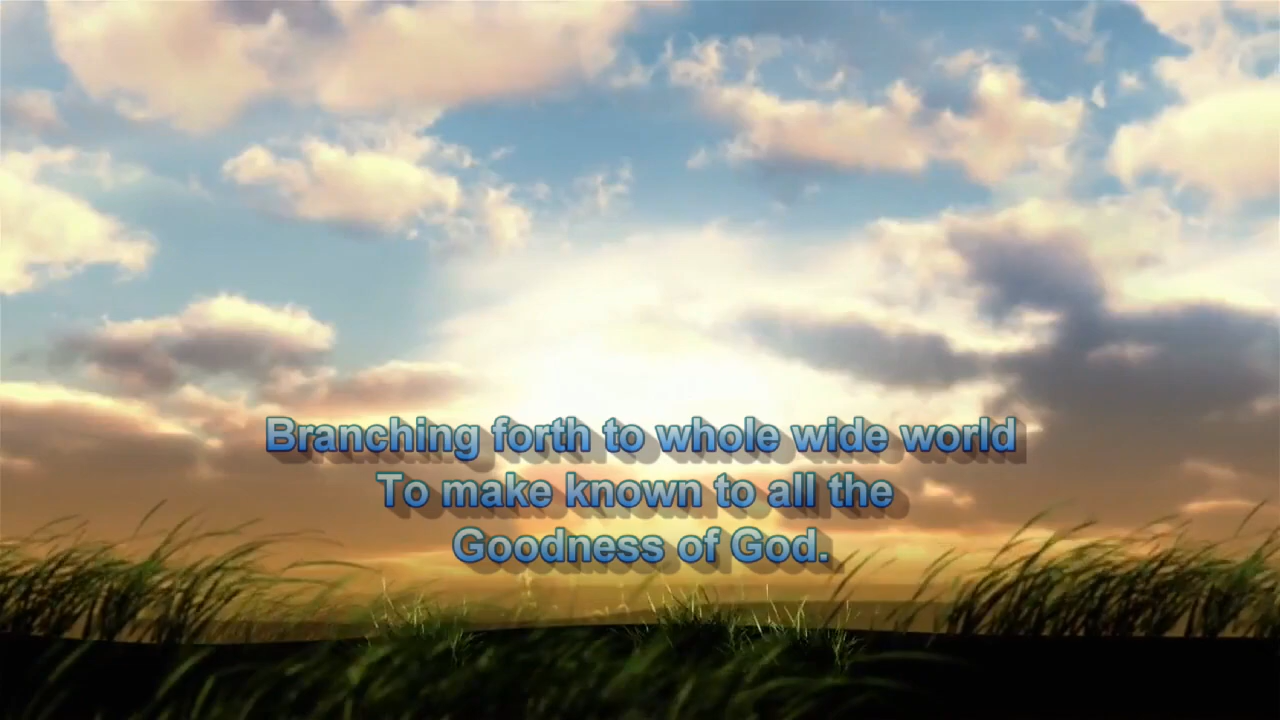 Branching forth to whole wide world
To make known to all the
Goodness of God.